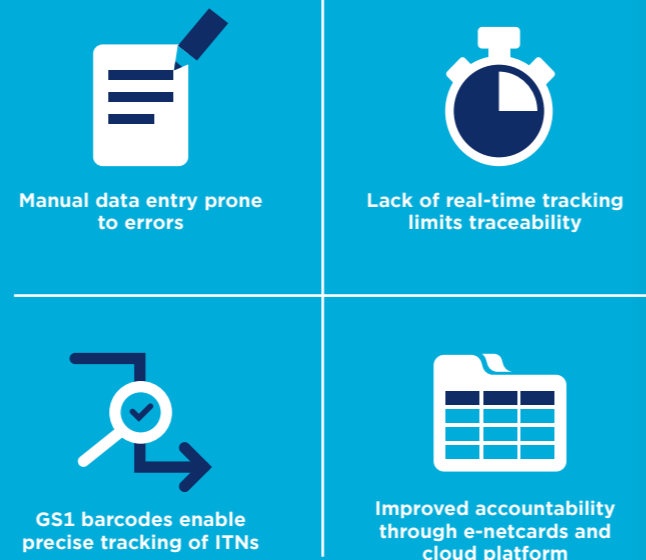 Manual data entry prone
to errors
Lack of real-time tracking
limits traceability
GS1 barcodes enable
precise tracking of ITNs
Improved accountability
through e-netcards and
cloud platform